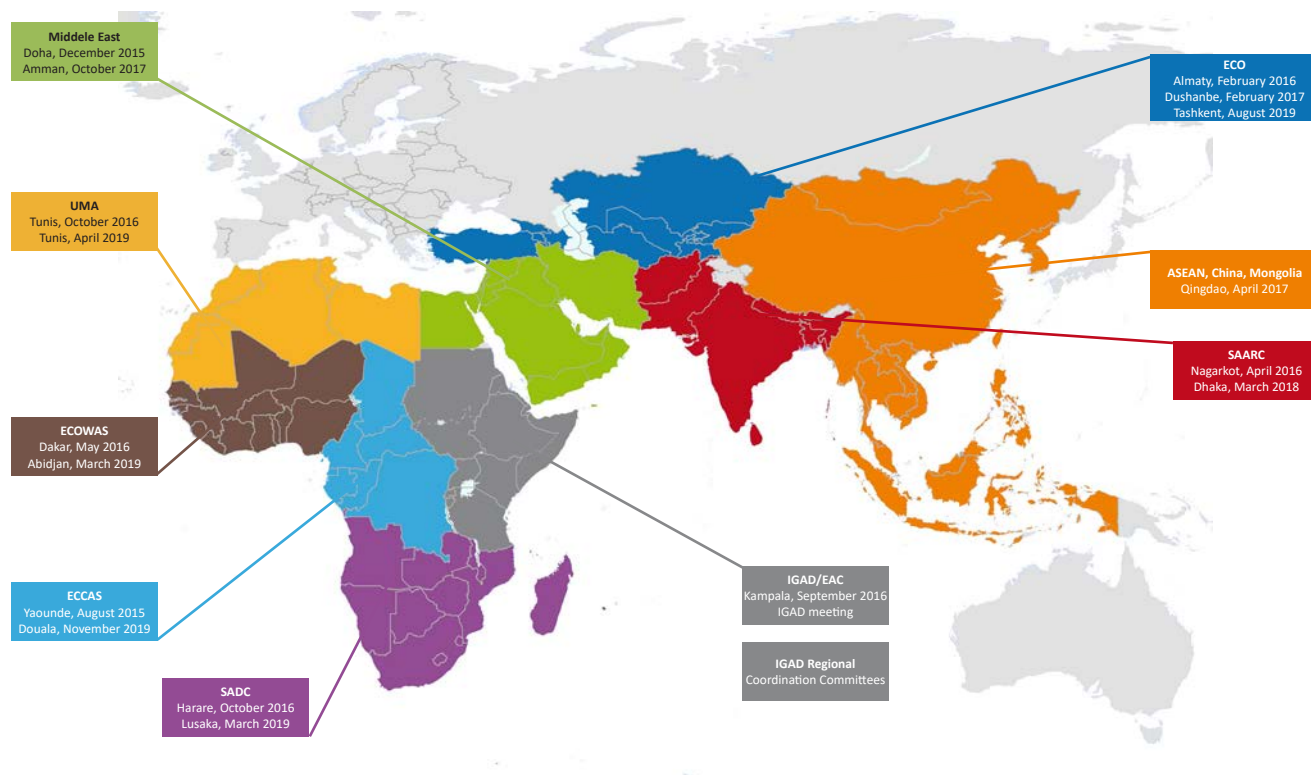 Middele East
Doha, December 2015
Amman, October 2017
ECO
Almaty, February 2016
Dushanbe, February 2017
Tashkent, August 2019
UMA
Tunis, October 2016
Tunis, April 2019
ASEAN, China, Mongolia
Qingdao, April 2017
SAARC
Nagarkot, April 2016
Dhaka, March 2018
ECOWAS
Dakar, May 2016
Abidjan, March 2019
ECCAS
Yaounde, August 2015
Douala, November 2019
IGAD/EAC
Kampala, September 2016
IGAD meeting
IGAD Regional
Coordination Committees
SADC
Harare, October 2016
Lusaka, March 2019